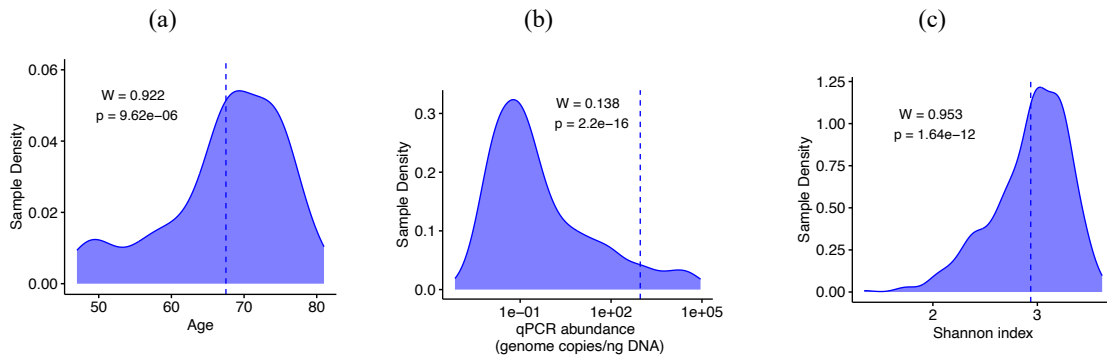 (a)
(b)
(c)
W = 0.922
p = 9.62e−06
Sample Density
0.06
0.04
0.02
0.00
50
60
70
80
Age
W = 0.138
p = 2.2e−16
Sample Density
0.3
0.2
0.1
0.0
1e−01
1e+02
1e+05
qPCR abundance
(genome copies/ng DNA)
W = 0.953
p = 1.64e−12
Sample Density
1.25
1.00
0.75
0.50
0.25
0.00
2
3
Shannon index